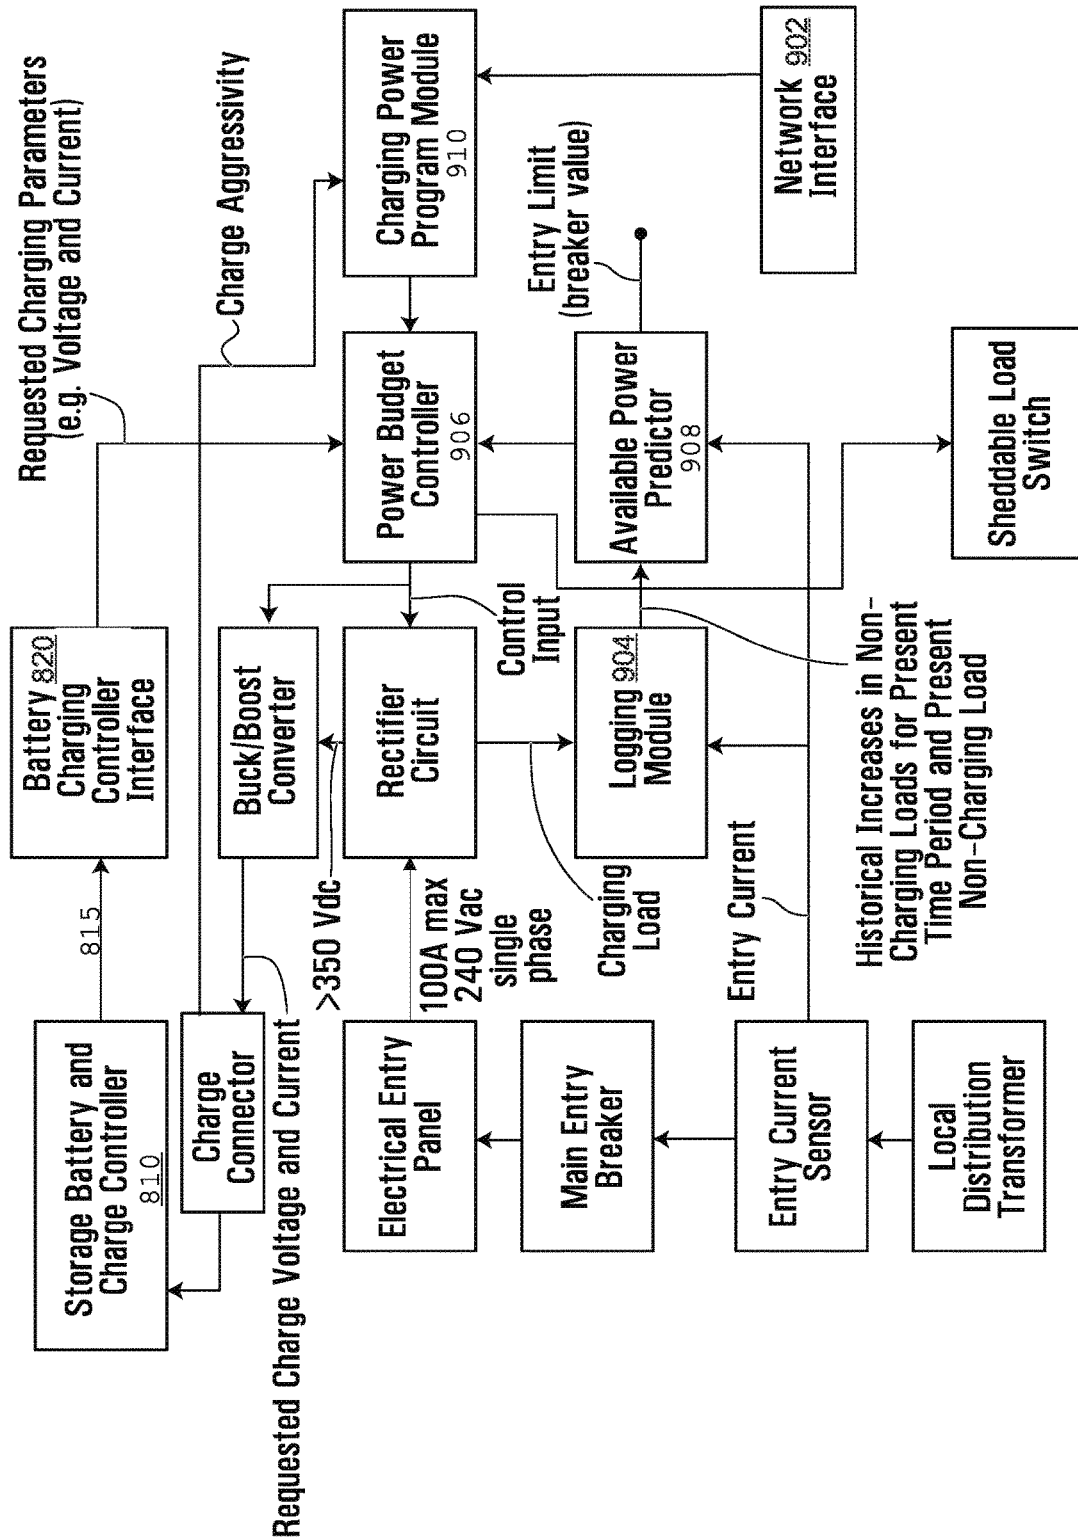 Storage Battery and
Charge Controller
810
815
Battery 820
Charging
Controller
Interface
Requested Charging Parameters
(e.g. Voltage and Current)
Charge
Connector
Requested Charge Voltage and Current
Buck/Boost
Converter
Charge Aggressivity
>350 Vdc
Electrical Entry
Panel
100A max
240 Vac
single
phase
Rectifier
Circuit
Control
Input
Power Budget
Controller
906
Charging Power
Program Module
910
Main Entry
Breaker
Charging
Load
Logging 904
Module
Available Power
Predictor
908
Entry Limit
(breaker value)
Entry Current
Sensor
Entry Current
Network 902
Interface
Local
Distribution
Transformer
Historical Increases in Non-
Charging Loads for Present
Time Period and Present
Non-Charging Load
Sheddable Load
Switch